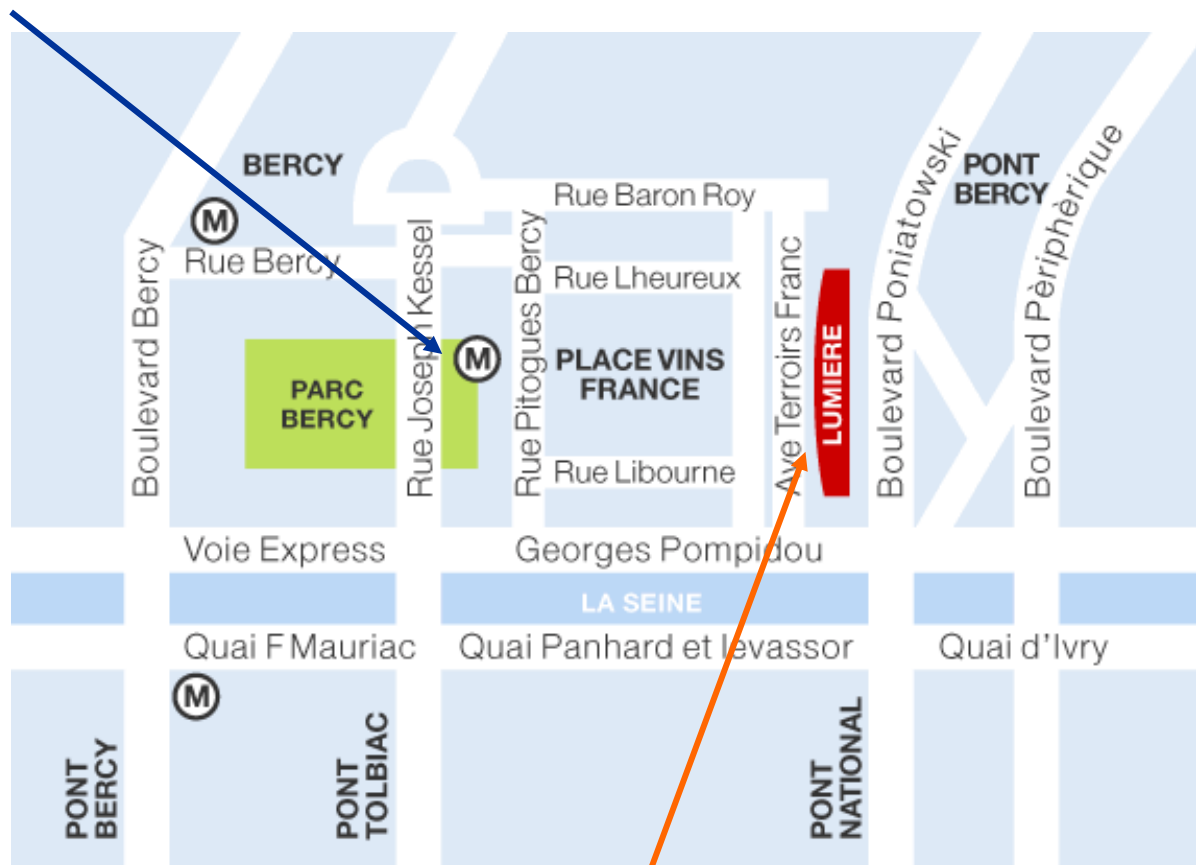 BERCY
PONT
BERCY
Rue Baron Roy
M
Rue Bercy
Rue Lheureux
Boulevard Bercy
Rue Joseph Kessel
Rue Pitogues Bercy
Ave Terroirs Franc
LUMIERE
Boulevard Poniatowski
Boulevard Pèriphèrique
M
PLACE VINS
FRANCE
PARC
BERCY
Rue Libourne
Voie Express
Georges Pompidou
LA SEINE
Quai F Mauriac
Quai Panhard et levassor
Quai d'Ivry
M
PONT
BERCY
PONT
TOLBIAC
PONT
NATIONAL